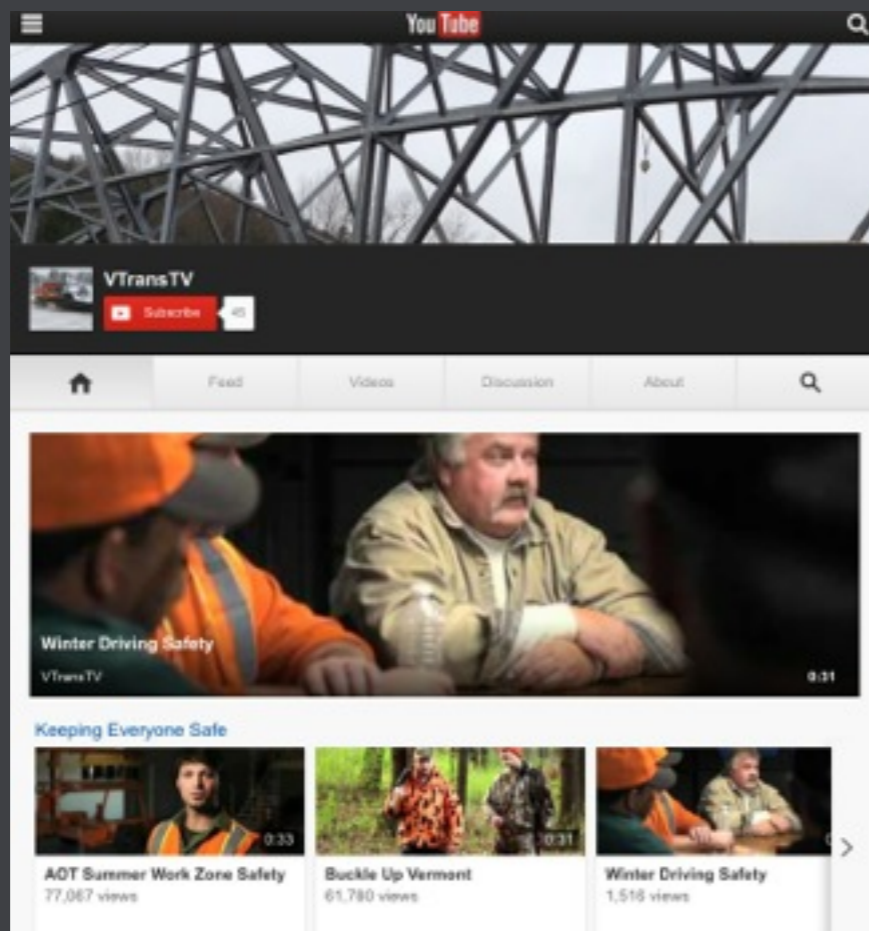 YouTube
VTransTV
Subscribe 45
Feed Videos Discussion About
Winter Driving Safety
VTransTV 0:31
Keeping Everyone Safe
0:33 0:31
AOT Summer Work Zone Safety Buckle Up Vermont Winter Driving Safety
77,067 views 61,780 views 1,516 views